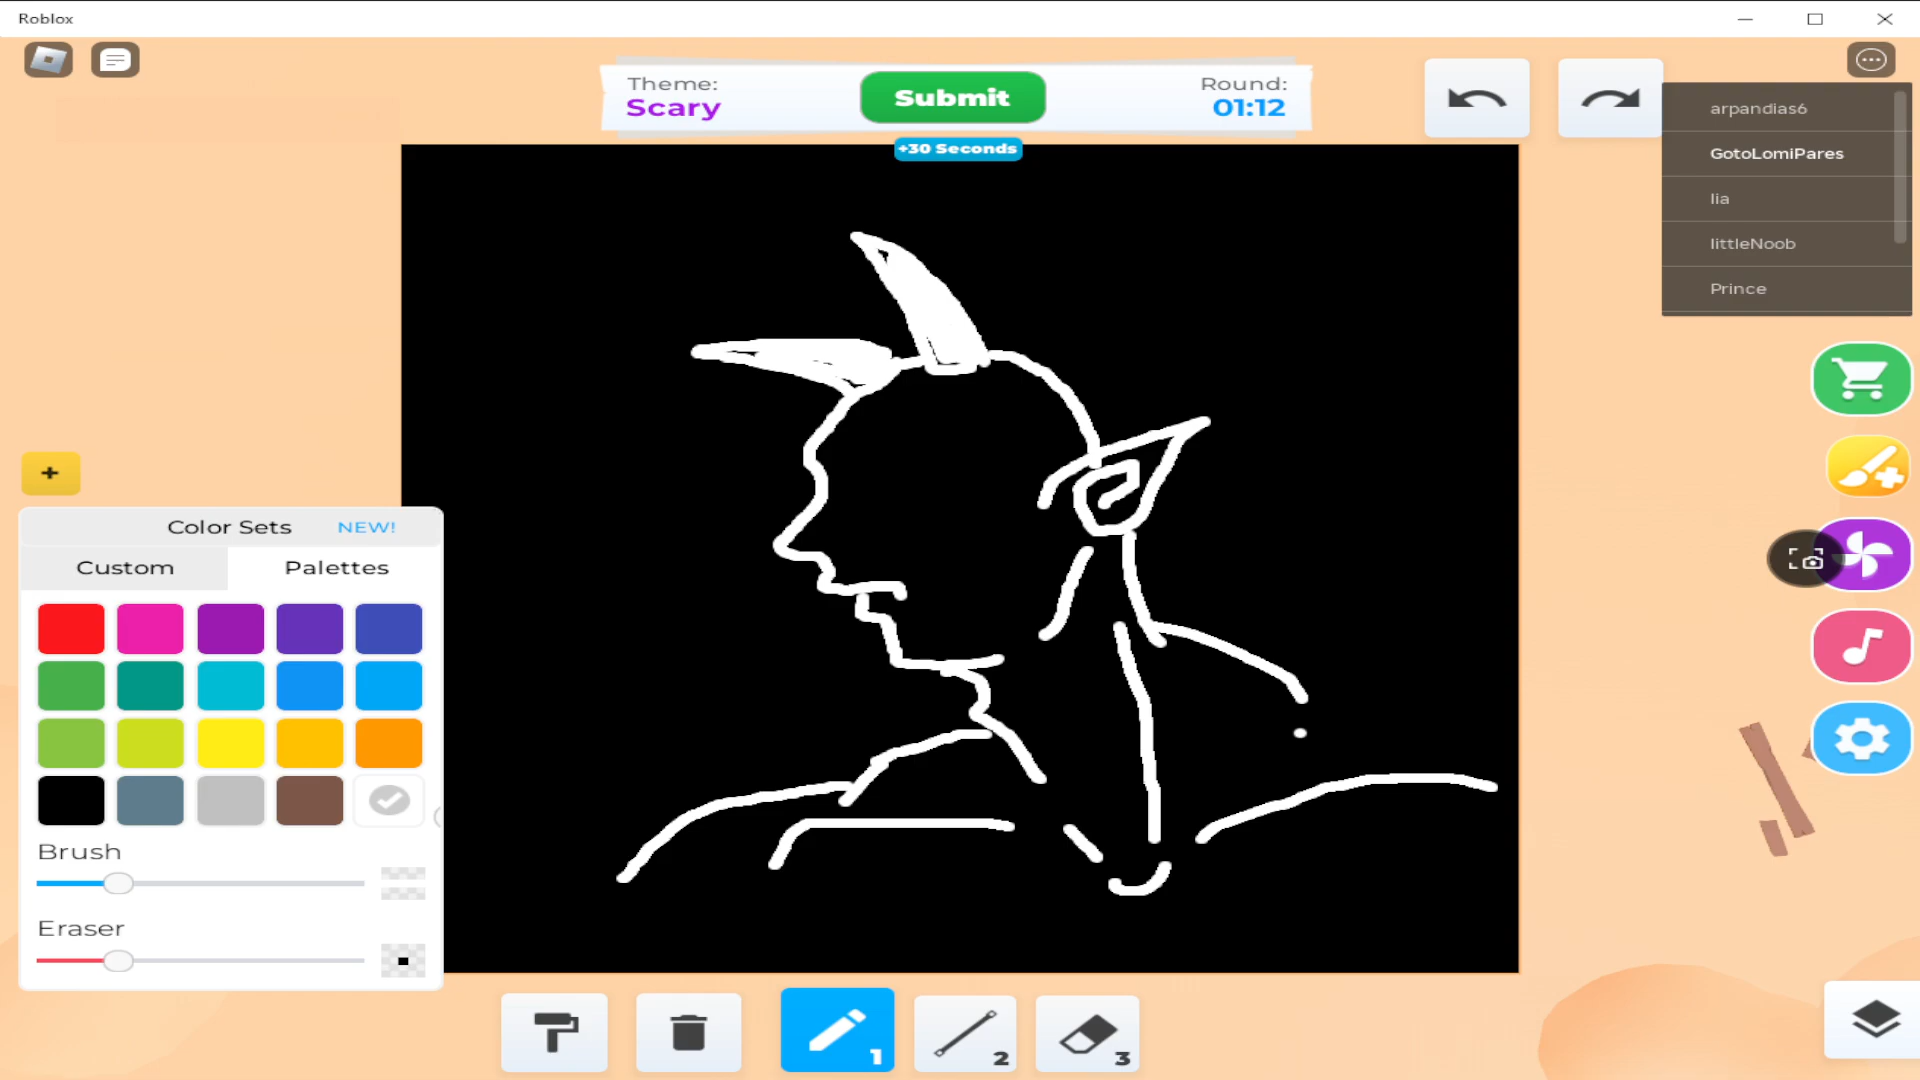 Roblox
Theme:
Scary
Submit
Round:
01:12
+30 Seconds
arpandias6
GotoLomiPares
lia
littleNoob
Prince
+
Color Sets NEW!
Custom Palettes
Brush
Eraser
1
2
3